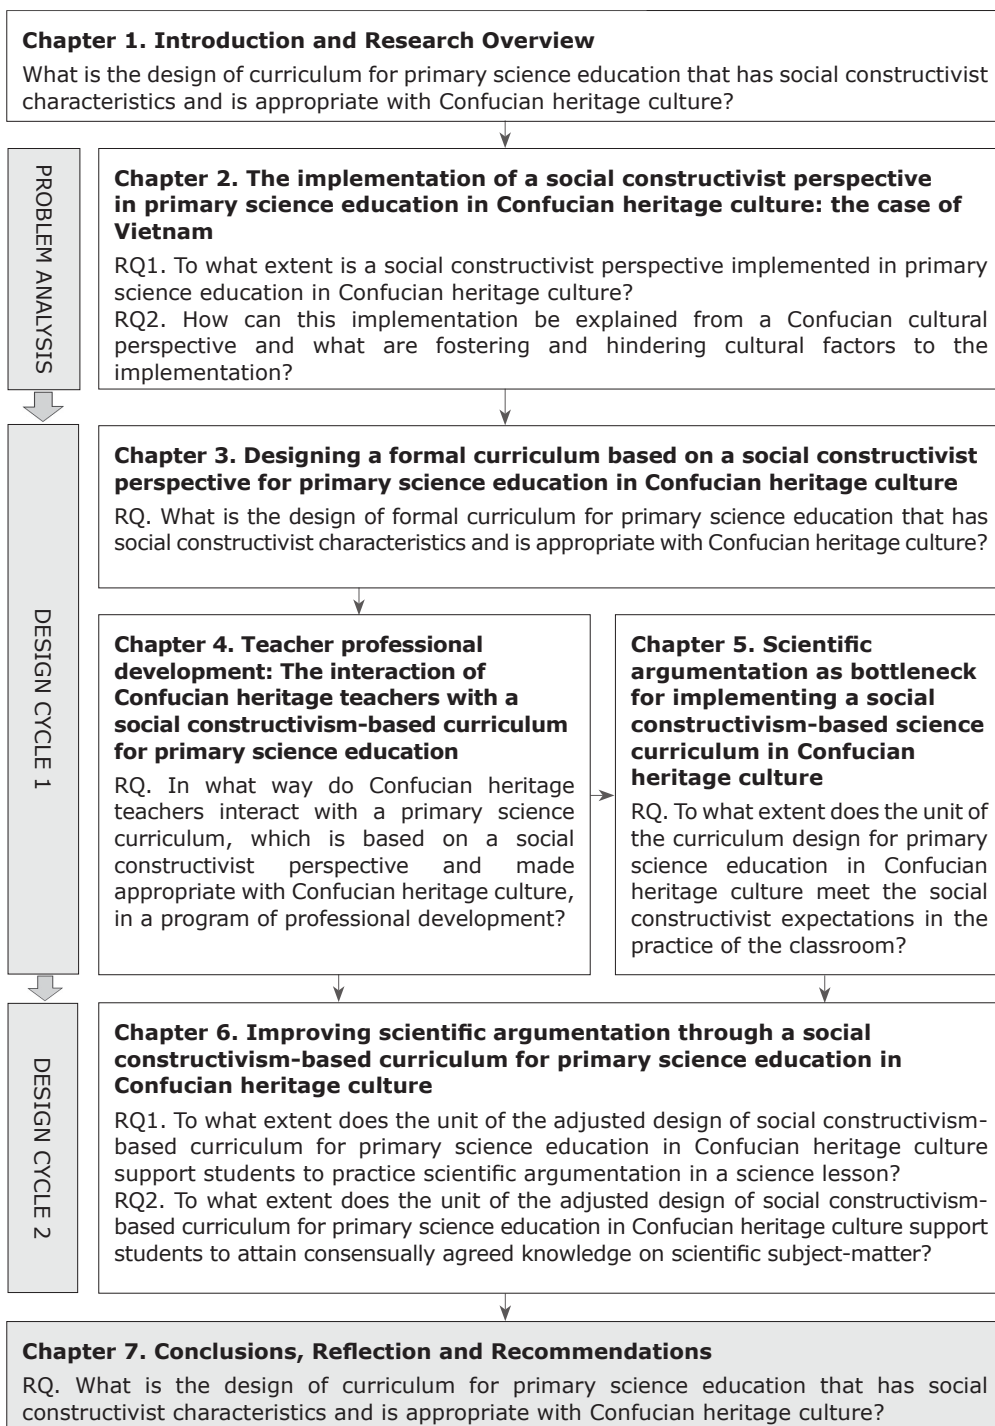 Chapter 1. Introduction and Research Overview
What is the design of curriculum for primary science education that has social constructivist
characteristics and is appropriate with Confucian heritage culture?
PROBLEM ANALYSIS
Chapter 2. The implementation of a social constructivist perspective
in primary science education in Confucian heritage culture: the case of
Vietnam
RQ1. To what extent is a social constructivist perspective implemented in primary
science education in Confucian heritage culture?
RQ2. How can this implementation be explained from a Confucian cultural
perspective and what are fostering and hindering cultural factors to the
implementation?
DESIGN CYCLE 1
Chapter 3. Designing a formal curriculum based on a social constructivist
perspective for primary science education in Confucian heritage culture
RQ. What is the design of formal curriculum for primary science education that has
social constructivist characteristics and is appropriate with Confucian heritage culture?
Chapter 4. Teacher professional
development: The interaction of
Confucian heritage teachers with a
social constructivism-based curriculum
for primary science education
RQ. In what way do Confucian heritage
teachers interact with a primary science
curriculum, which is based on a social
constructivist perspective and made
appropriate with Confucian heritage culture,
in a program of professional development?
Chapter 5. Scientific
argumentation as bottleneck
for implementing a social
constructivism-based science
curriculum in Confucian
heritage culture
RQ. To what extent does the unit of
the curriculum design for primary
science education in Confucian
heritage culture meet the social
constructivist expectations in the
practice of the classroom?
DESIGN CYCLE 2
Chapter 6. Improving scientific argumentation through a social
constructivism-based curriculum for primary science education in
Confucian heritage culture
RQ1. To what extent does the unit of the adjusted design of social constructivism-
based curriculum for primary science education in Confucian heritage culture
support students to practice scientific argumentation in a science lesson?
RQ2. To what extent does the unit of the adjusted design of social constructivism-
based curriculum for primary science education in Confucian heritage culture support
students to attain consensually agreed knowledge on scientific subject-matter?
Chapter 7. Conclusions, Reflection and Recommendations
RQ. What is the design of curriculum for primary science education that has social
constructivist characteristics and is appropriate with Confucian heritage culture?